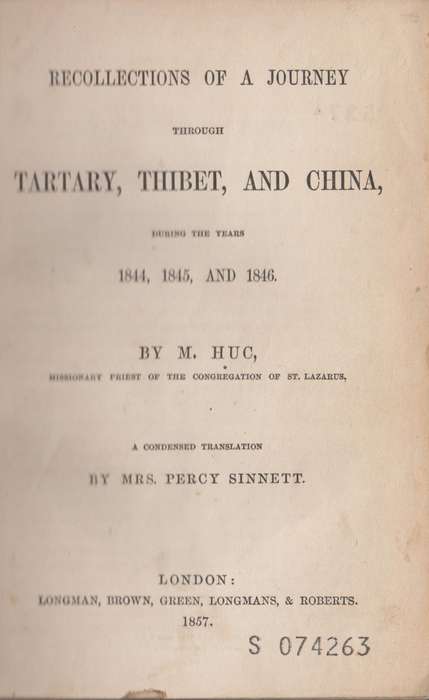 RECOLLECTIONS OF A JOURNEY
THROUGH
TARTARY, THIBET, AND CHINA,
DURING THE YEARS
1844, 1845, AND 1846.
BY M. HUC,
MISSIONARY PRIEST OF THE CONGREGATION OF ST. LAZARUS.
A CONDENSED TRANSLATION
BY MRS. PERCY SINNETT.
LONDON:
LONGMAN, BROWN, GREEN, LONGMANS, & ROBERTS.
1857.
S 074263